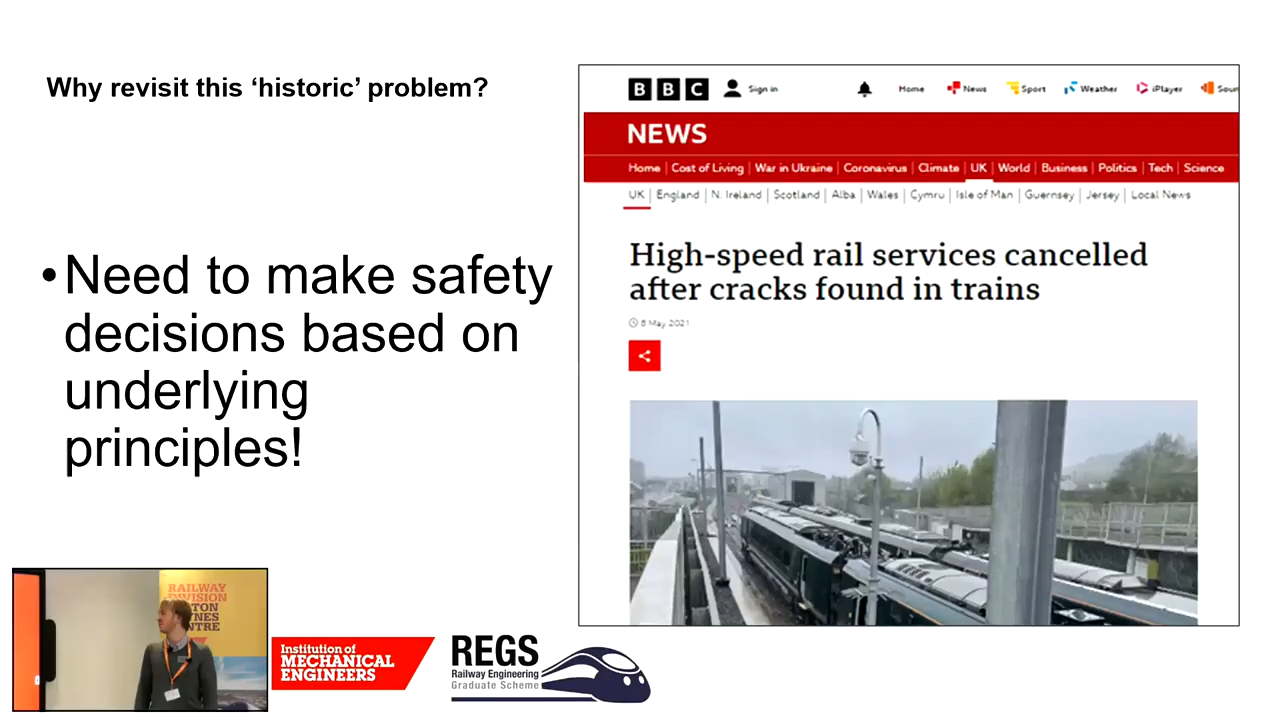 Why revisit this ‘historic’ problem?
•Need to make safety
decisions based on
underlying
principles!
BBC Sign in Home News Sport Weather iPlayer
NEWS
Home Cost of Living War in Ukraine Coronavirus Climate UK World Business Politics Tech Science
UK England N. Ireland Scotland Alba Wales Cymru Isle of Man Guernsey Jersey Local News
High-speed rail services cancelled
after cracks found in trains
8 May 2021
RAILWAY
DIVISION
Institution of
MECHANICAL
ENGINEERS
REGS
Railway Engineering
Graduate Scheme